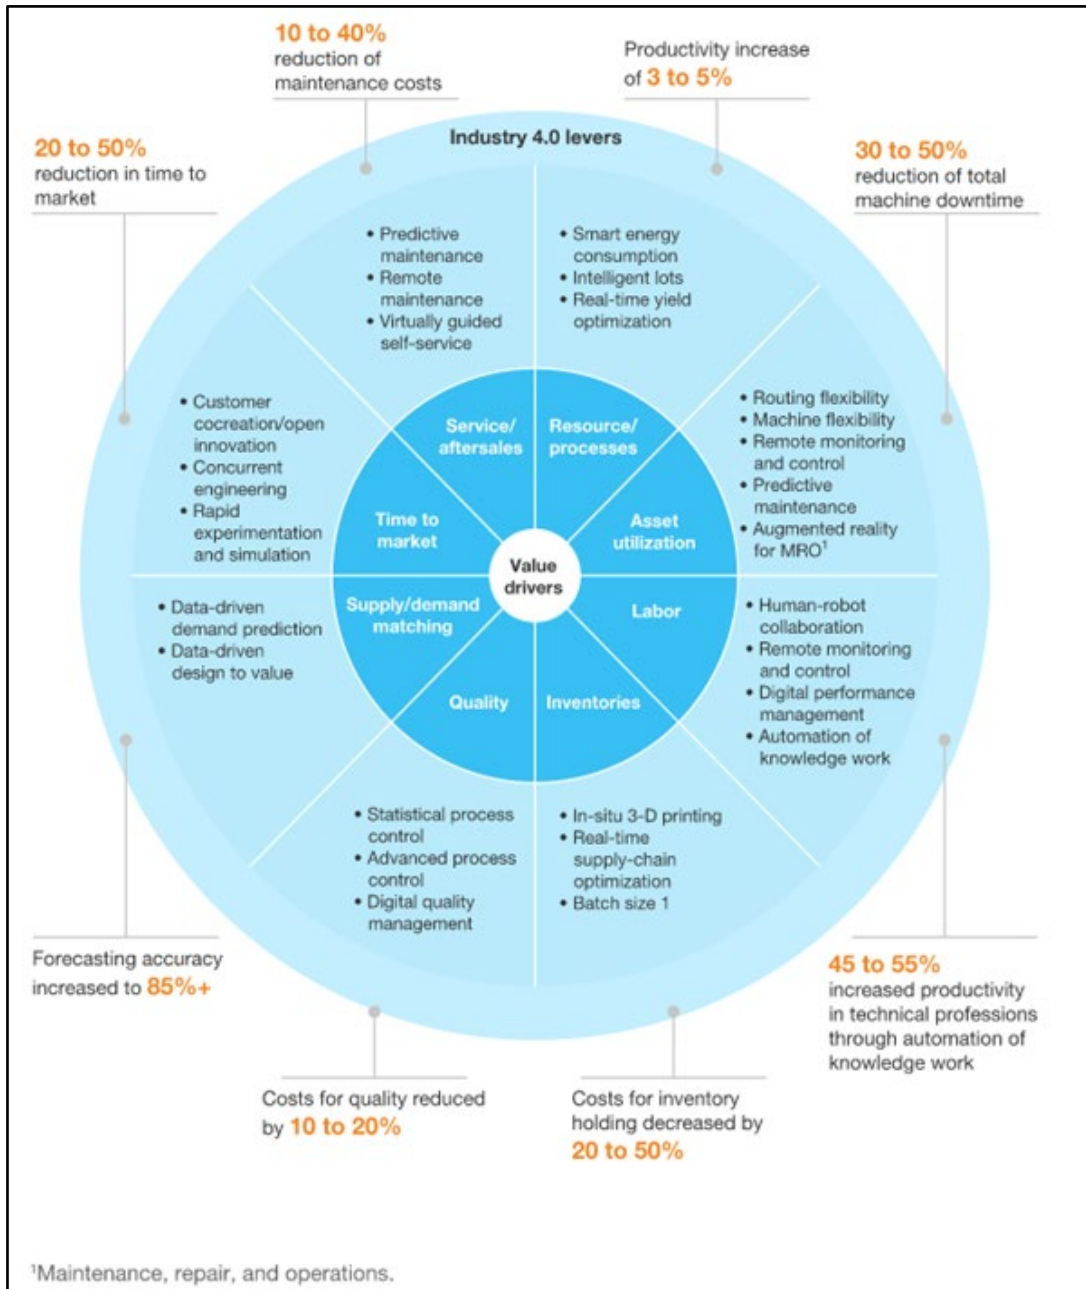 10 to 40%
reduction of
maintenance costs
Productivity increase
of 3 to 5%
20 to 50%
reduction in time to
market
30 to 50%
reduction of total
machine downtime
Industry 4.0 levers
• Predictive
maintenance
• Remote
maintenance
• Virtually guided
self-service
• Smart energy
consumption
• Intelligent lots
• Real-time yield
optimization
• Customer
cocreation/open
innovation
• Concurrent
engineering
• Rapid
experimentation
and simulation
• Routing flexibility
• Machine flexibility
• Remote monitoring
and control
• Predictive
maintenance
• Augmented reality
for MRO¹
Service/
aftersales
Resource/
processes
Time to
market
Asset
utilization
Value
drivers
Supply/demand
matching
Labor
Quality
Inventories
• Data-driven
demand prediction
• Data-driven
design to value
• Human-robot
collaboration
• Remote monitoring
and control
• Digital performance
management
• Automation of
knowledge work
• Statistical process
control
• Advanced process
control
• Digital quality
management
• In-situ 3-D printing
• Real-time
supply-chain
optimization
• Batch size 1
Forecasting accuracy
increased to 85%+
45 to 55%
increased productivity
in technical professions
through automation of
knowledge work
Costs for quality reduced
by 10 to 20%
Costs for inventory
holding decreased by
20 to 50%
¹Maintenance, repair, and operations.